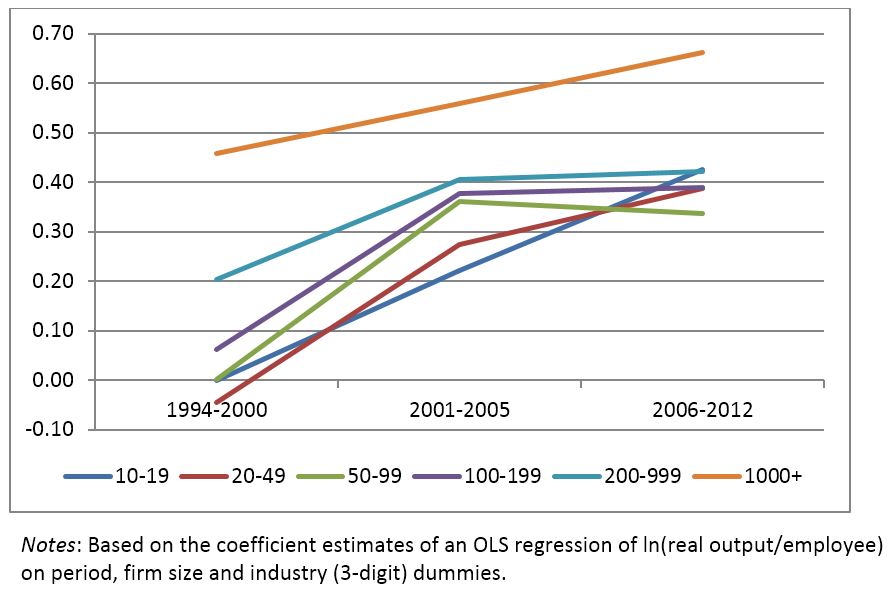 0.70
0.60
0.50
0.40
0.30
0.20
0.10
0.00
-0.10
1994-2000 2001-2005 2006-2012
10-19 20-49 50-99 100-199 200-999 1000+
Notes: Based on the coefficient estimates of an OLS regression of ln(real output/employee)
on period, firm size and industry (3-digit) dummies.